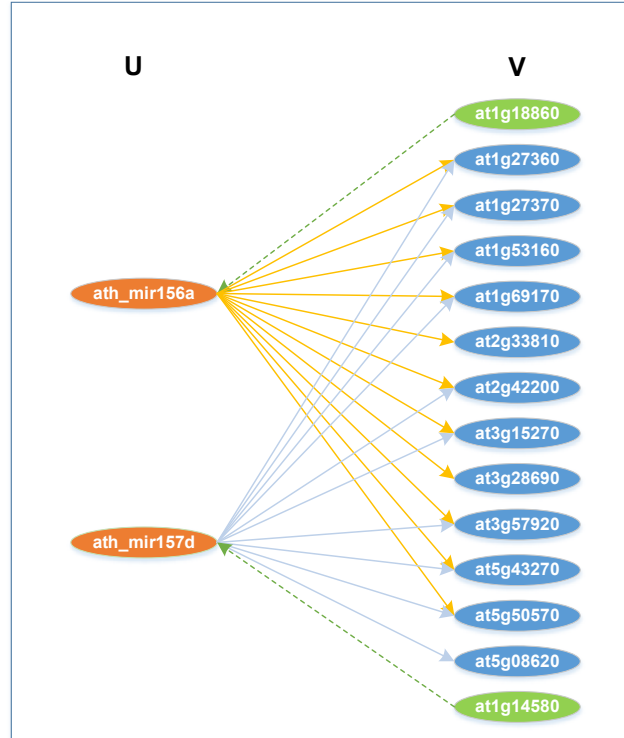 U V
at1g18860
at1g27360
at1g27370
at1g53160
ath_mir156a at1g69170
at2g33810
at2g42200
at3g15270
at3g28690
at3g57920
ath_mir157d
at5g43270
at5g50570
at5g08620
at1g14580